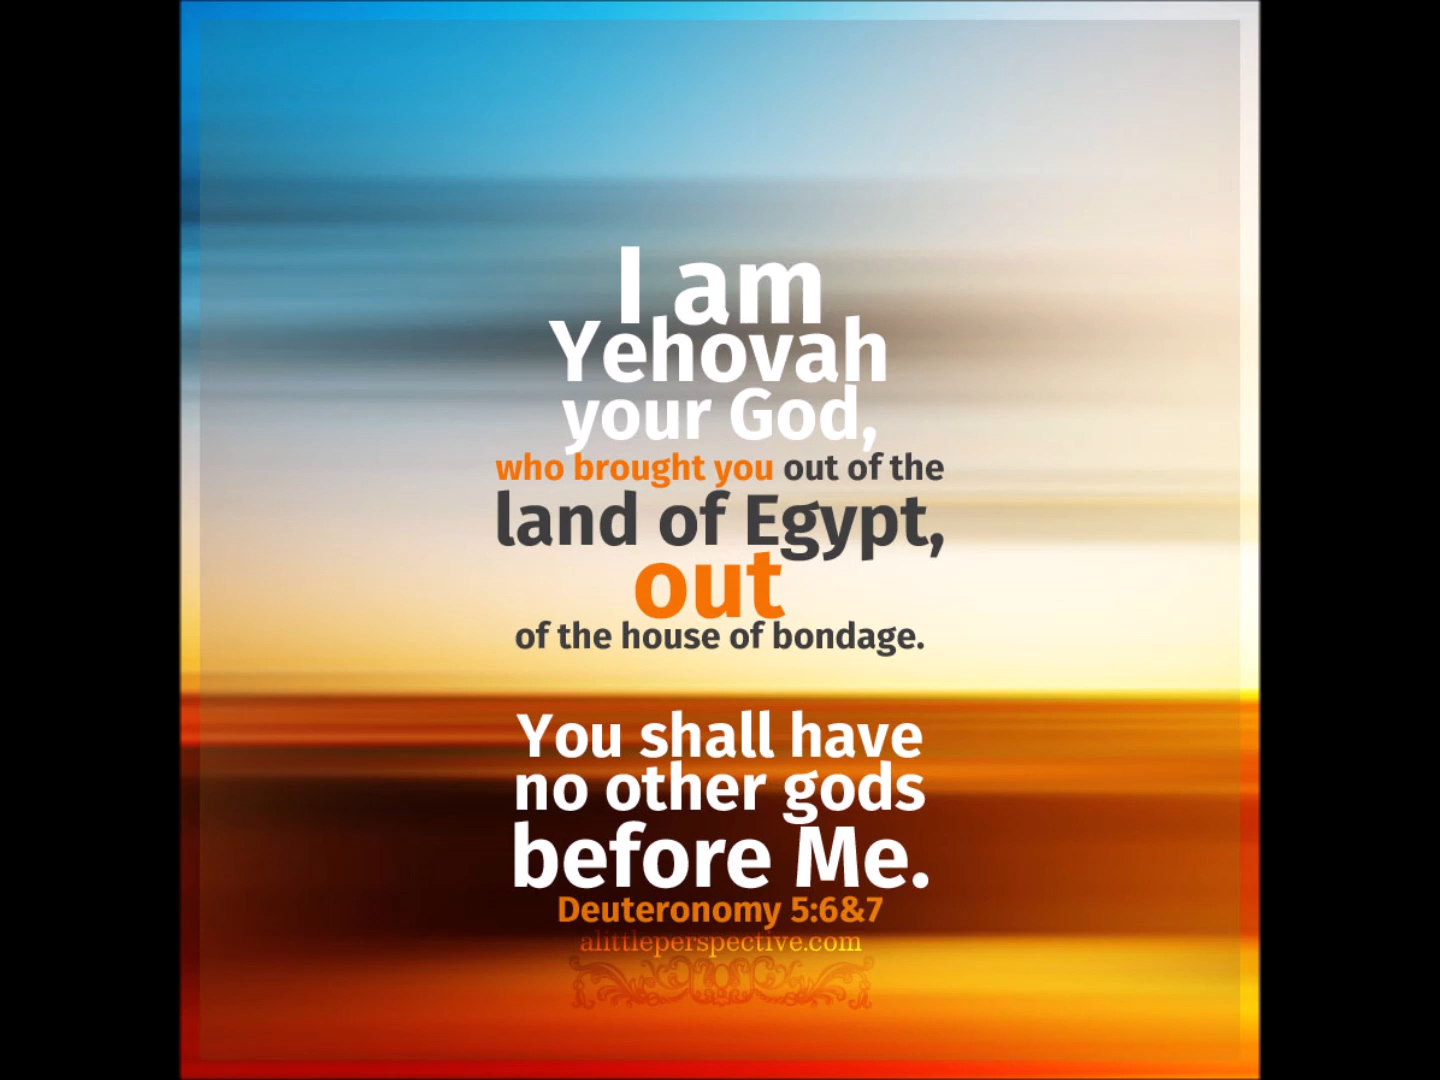 I am
Yehovah
your God,
who brought you out of the
land of Egypt,
out
of the house of bondage.
You shall have
no other gods
before Me.
Deuteronomy 5:6&7
alittleperspective.com